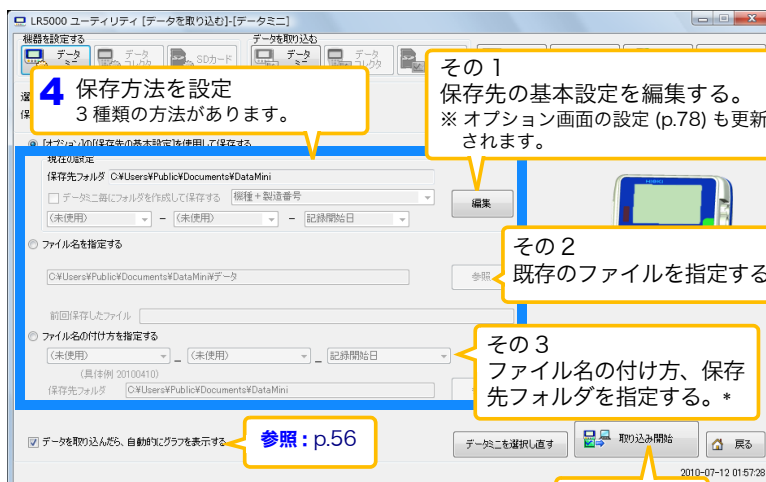 LR5000 ユーティリティ [データを取り込む]-[データミニ]
機器を設定する
データを取り込む
データ
ミニ
データ
コレクタ
SDカード
データ
ミニ
データ
コレクタ
4 保存方法を設定
3種類の方法があります。
その 1
保存先の基本設定を編集する。
※ オプション画面の設定 (p.78) も更新
されます。
[オプション]の[保存先の基本設定]を使用して保存する
現在の設定
保存先フォルダ C:¥Users¥Public¥Documents¥DataMini
データミニ毎にフォルダを作成して保存する 機種+製造番号
(未使用) – (未使用) – 記録開始日
編集
HIOKI
ファイル名を指定する
C:¥Users¥Public¥Documents¥DataMini¥データ
参照
その 2
既存のファイルを指定する
前回保存したファイル
ファイル名の付け方を指定する
(未使用) _ (未使用) _ 記録開始日
(具体例 20100410)
保存先フォルダ C:¥Users¥Public¥Documents¥DataMini
その 3
ファイル名の付け方、保存
先フォルダを指定する。*
データを取り込んだら、自動的にグラフを表示する
参照:p.56
データミニを選択し直す
取り込み開始
戻る
2010-07-12 01:57:28